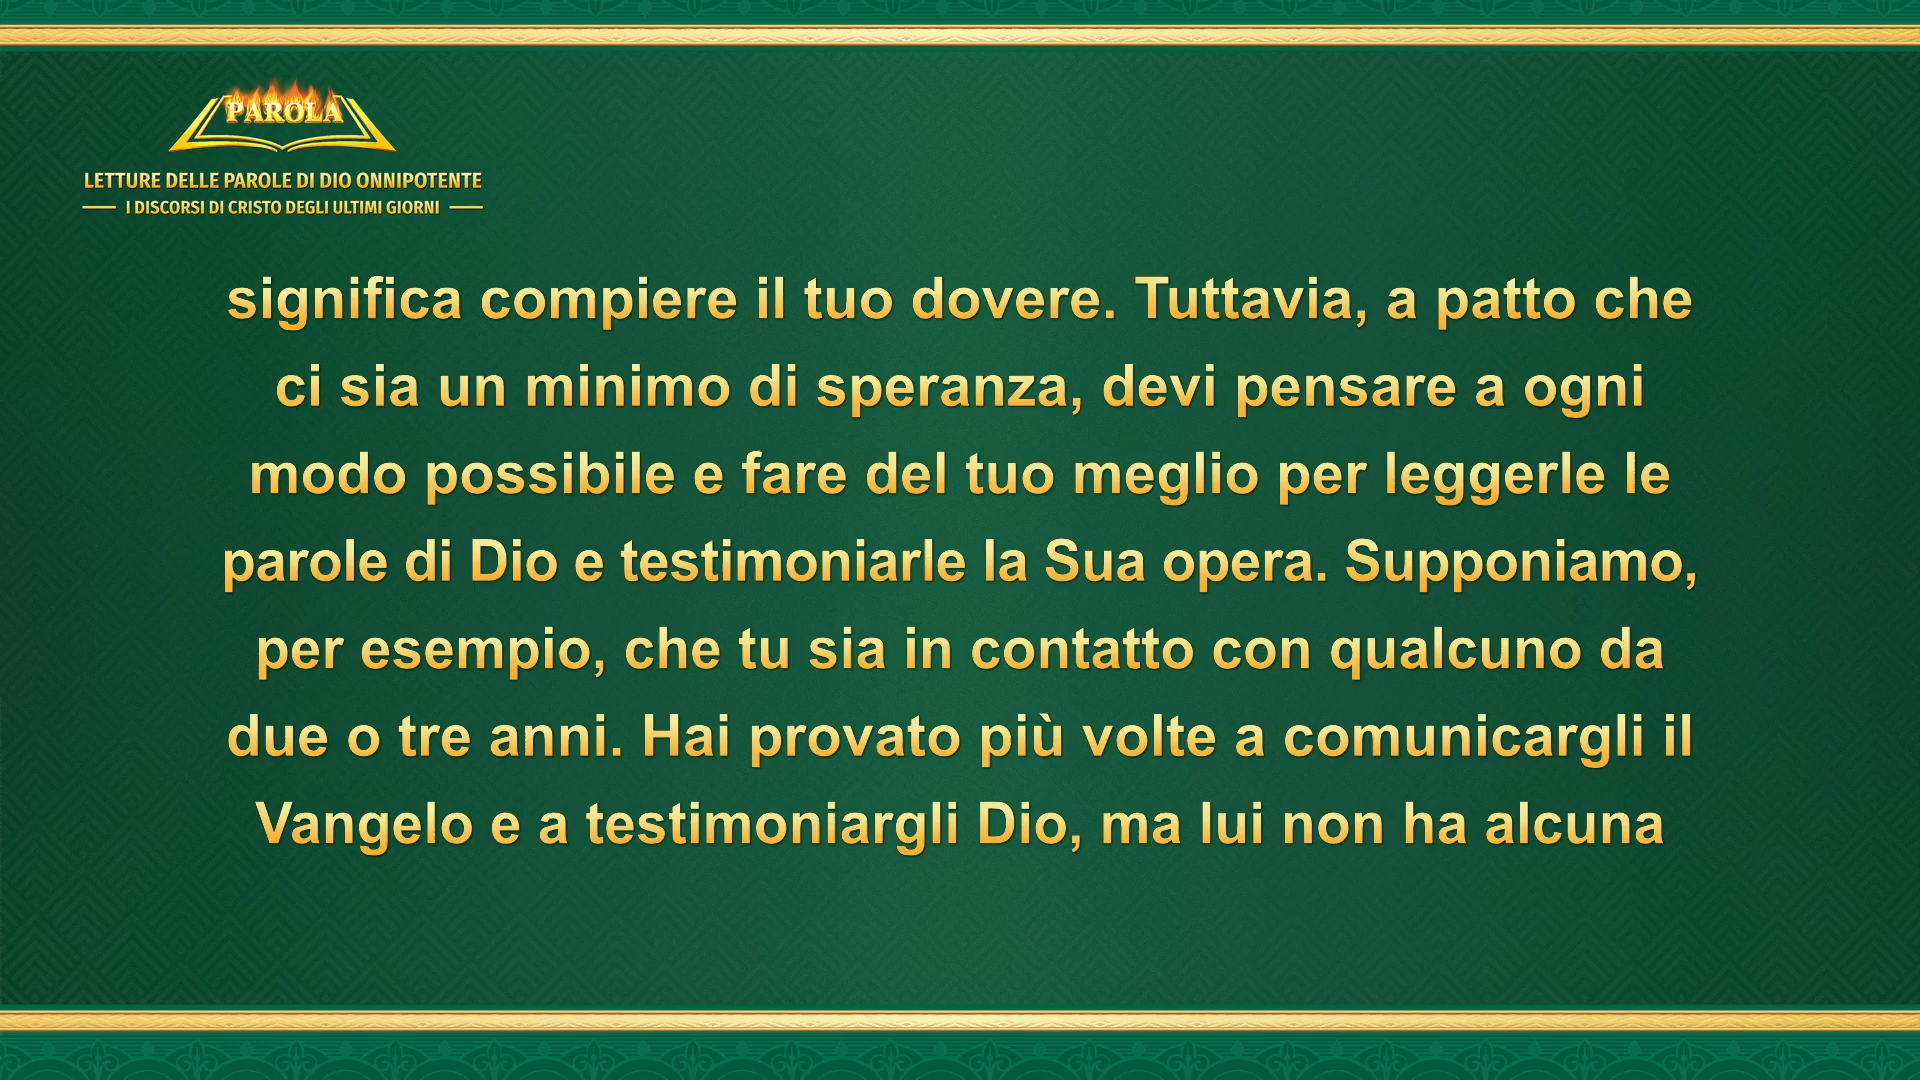 PAROLA
LETTURE DELLE PAROLE DI DIO ONNIPOTENTE
I DISCORSI DI CRISTO DEGLI ULTIMI GIORNI
significa compiere il tuo dovere. Tuttavia, a patto che
ci sia un minimo di speranza, devi pensare a ogni
modo possibile e fare del tuo meglio per leggerle le
parole di Dio e testimoniarle la Sua opera. Supponiamo,
per esempio, che tu sia in contatto con qualcuno da
due o tre anni. Hai provato più volte a comunicargli il
Vangelo e a testimoniargli Dio, ma lui non ha alcuna